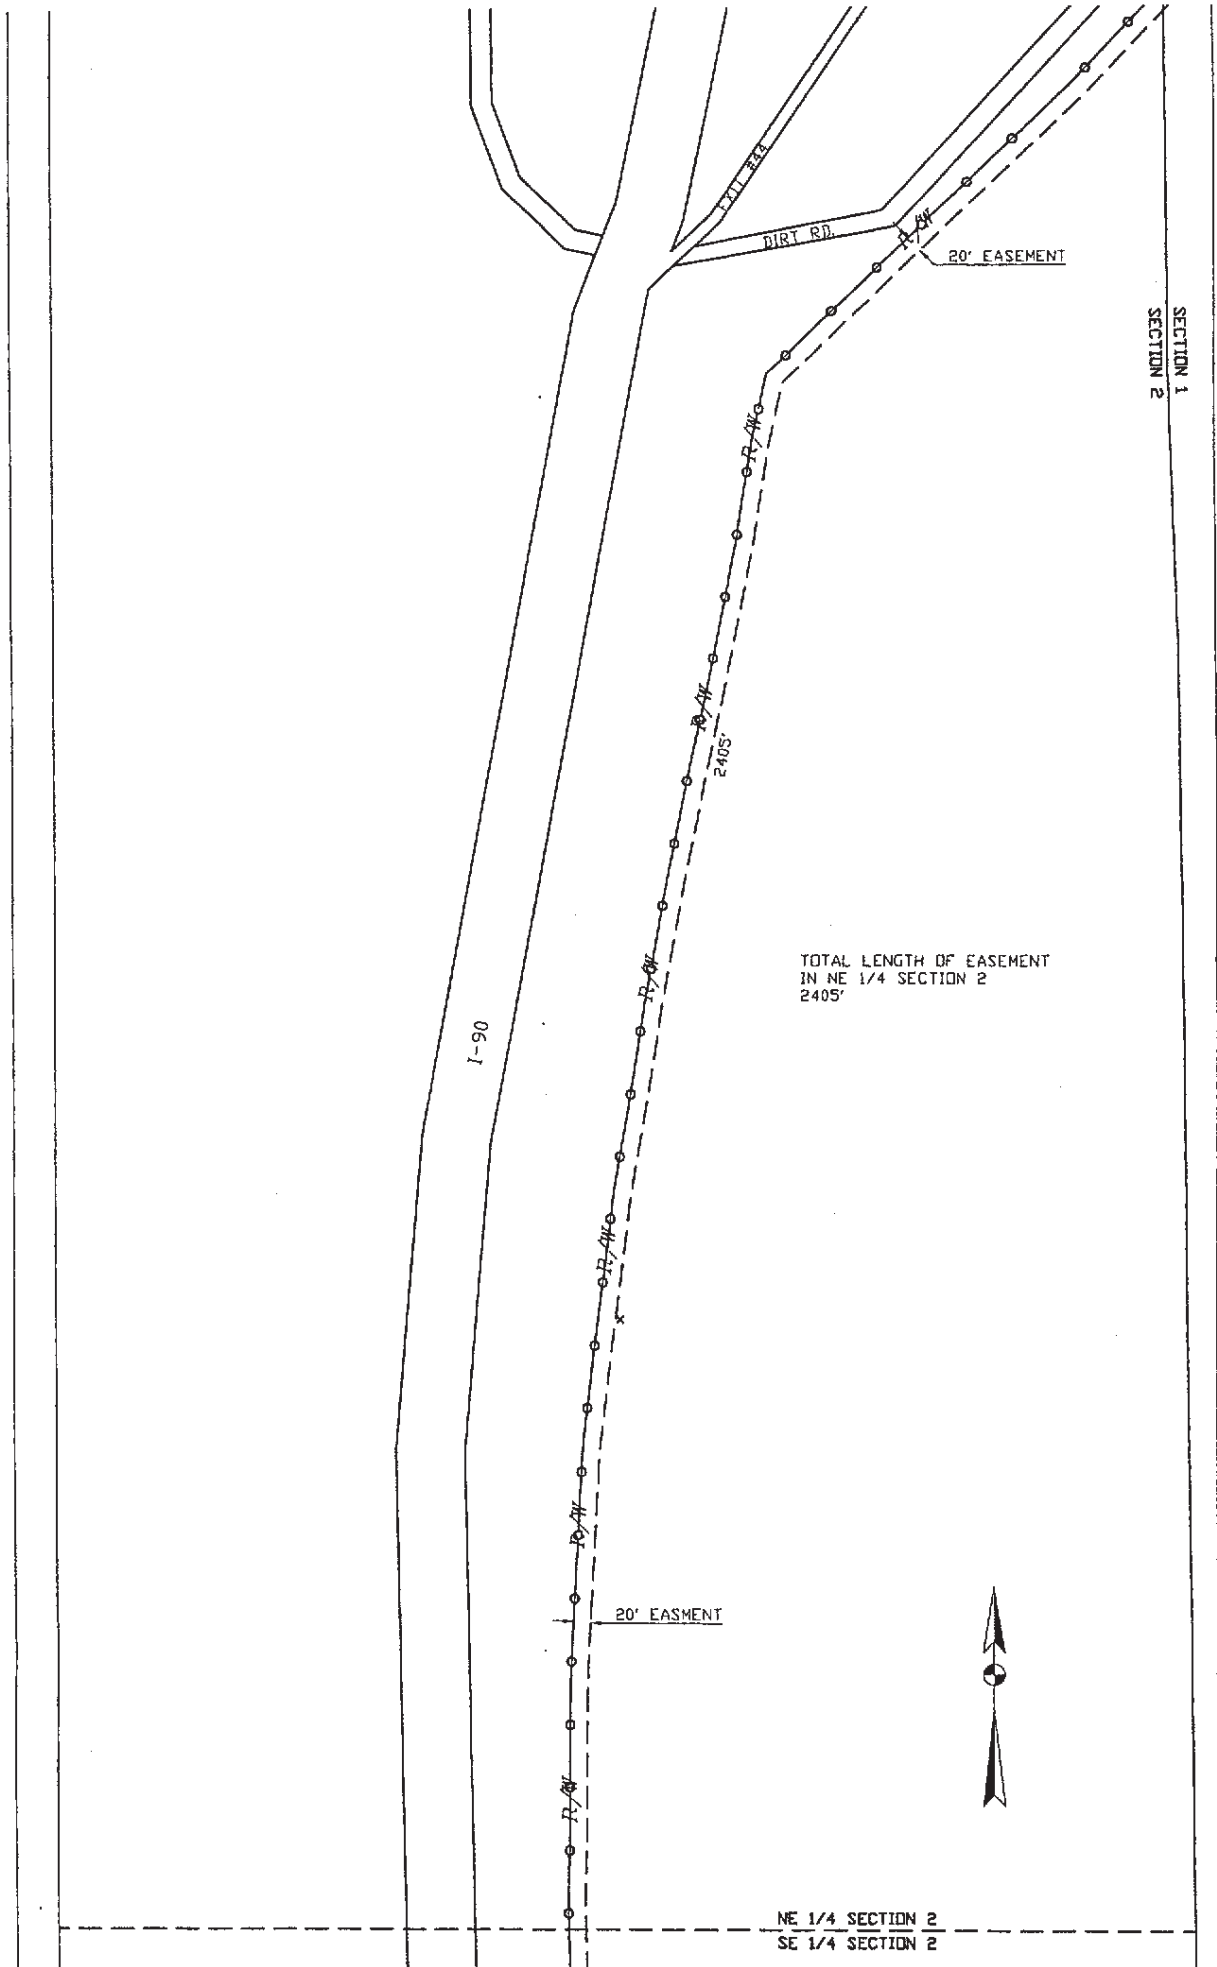 EXIT #44
DIRT RD.
R/W
20' EASEMENT
SECTION 1
SECTION 2
R/W
R/W
2405'
TOTAL LENGTH OF EASEMENT
IN NE 1/4 SECTION 2
2405'
R/W
I-90
R/W
R/W
20' EASMENT
R/W
NE 1/4 SECTION 2
SE 1/4 SECTION 2